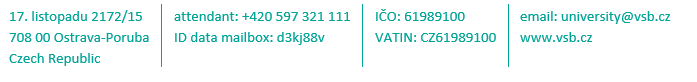 17. listopadu 2172/15
708 00 Ostrava-Poruba
Czech Republic
attendant: +420 597 321 111
ID data mailbox: d3kj88v
IČO: 61989100
VATIN: CZ61989100
email: university@vsb.cz
www.vsb.cz